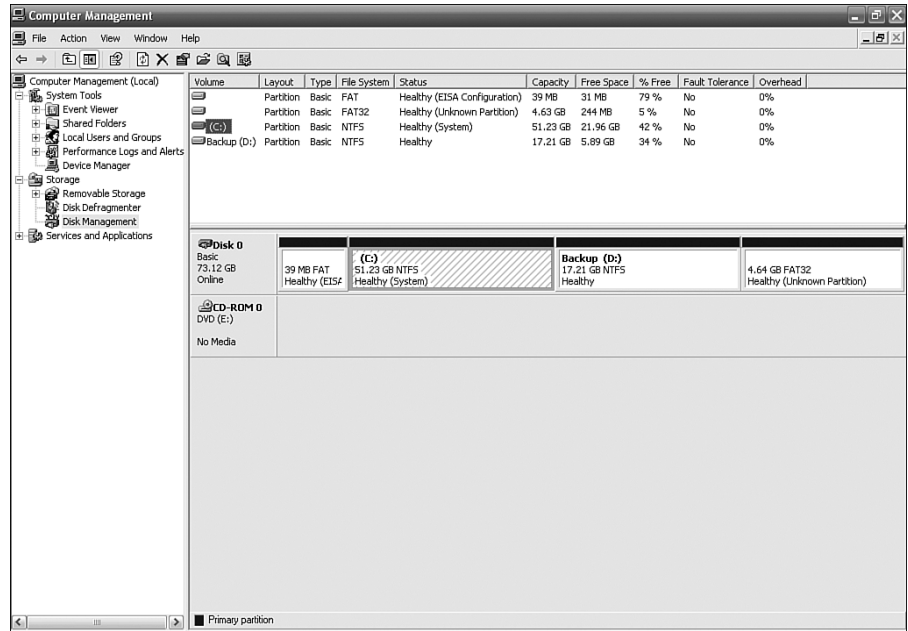 Computer Management
File Action View Window Help
Computer Management (Local)
System Tools
Event Viewer
Shared Folders
Local Users and Groups
Performance Logs and Alerts
Device Manager
Storage
Removable Storage
Disk Defragmenter
Disk Management
Services and Applications
Volume Layout Type File System Status Capacity Free Space % Free Fault Tolerance Overhead
Partition Basic FAT Healthy (EISA Configuration) 39 MB 31 MB 79 % No 0%
Partition Basic FAT32 Healthy (Unknown Partition) 4.63 GB 244 MB 5 % No 0%
(C:) Partition Basic NTFS Healthy (System) 51.23 GB 21.96 GB 42 % No 0%
Backup (D:) Partition Basic NTFS Healthy 17.21 GB 5.89 GB 34 % No 0%
Disk 0
Basic
73.12 GB
Online
39 MB FAT
Healthy (EISA
(C:)
51.23 GB NTFS
Healthy (System)
Backup (D:)
17.21 GB NTFS
Healthy
4.64 GB FAT32
Healthy (Unknown Partition)
CD-ROM 0
DVD (E:)
No Media
Primary partition